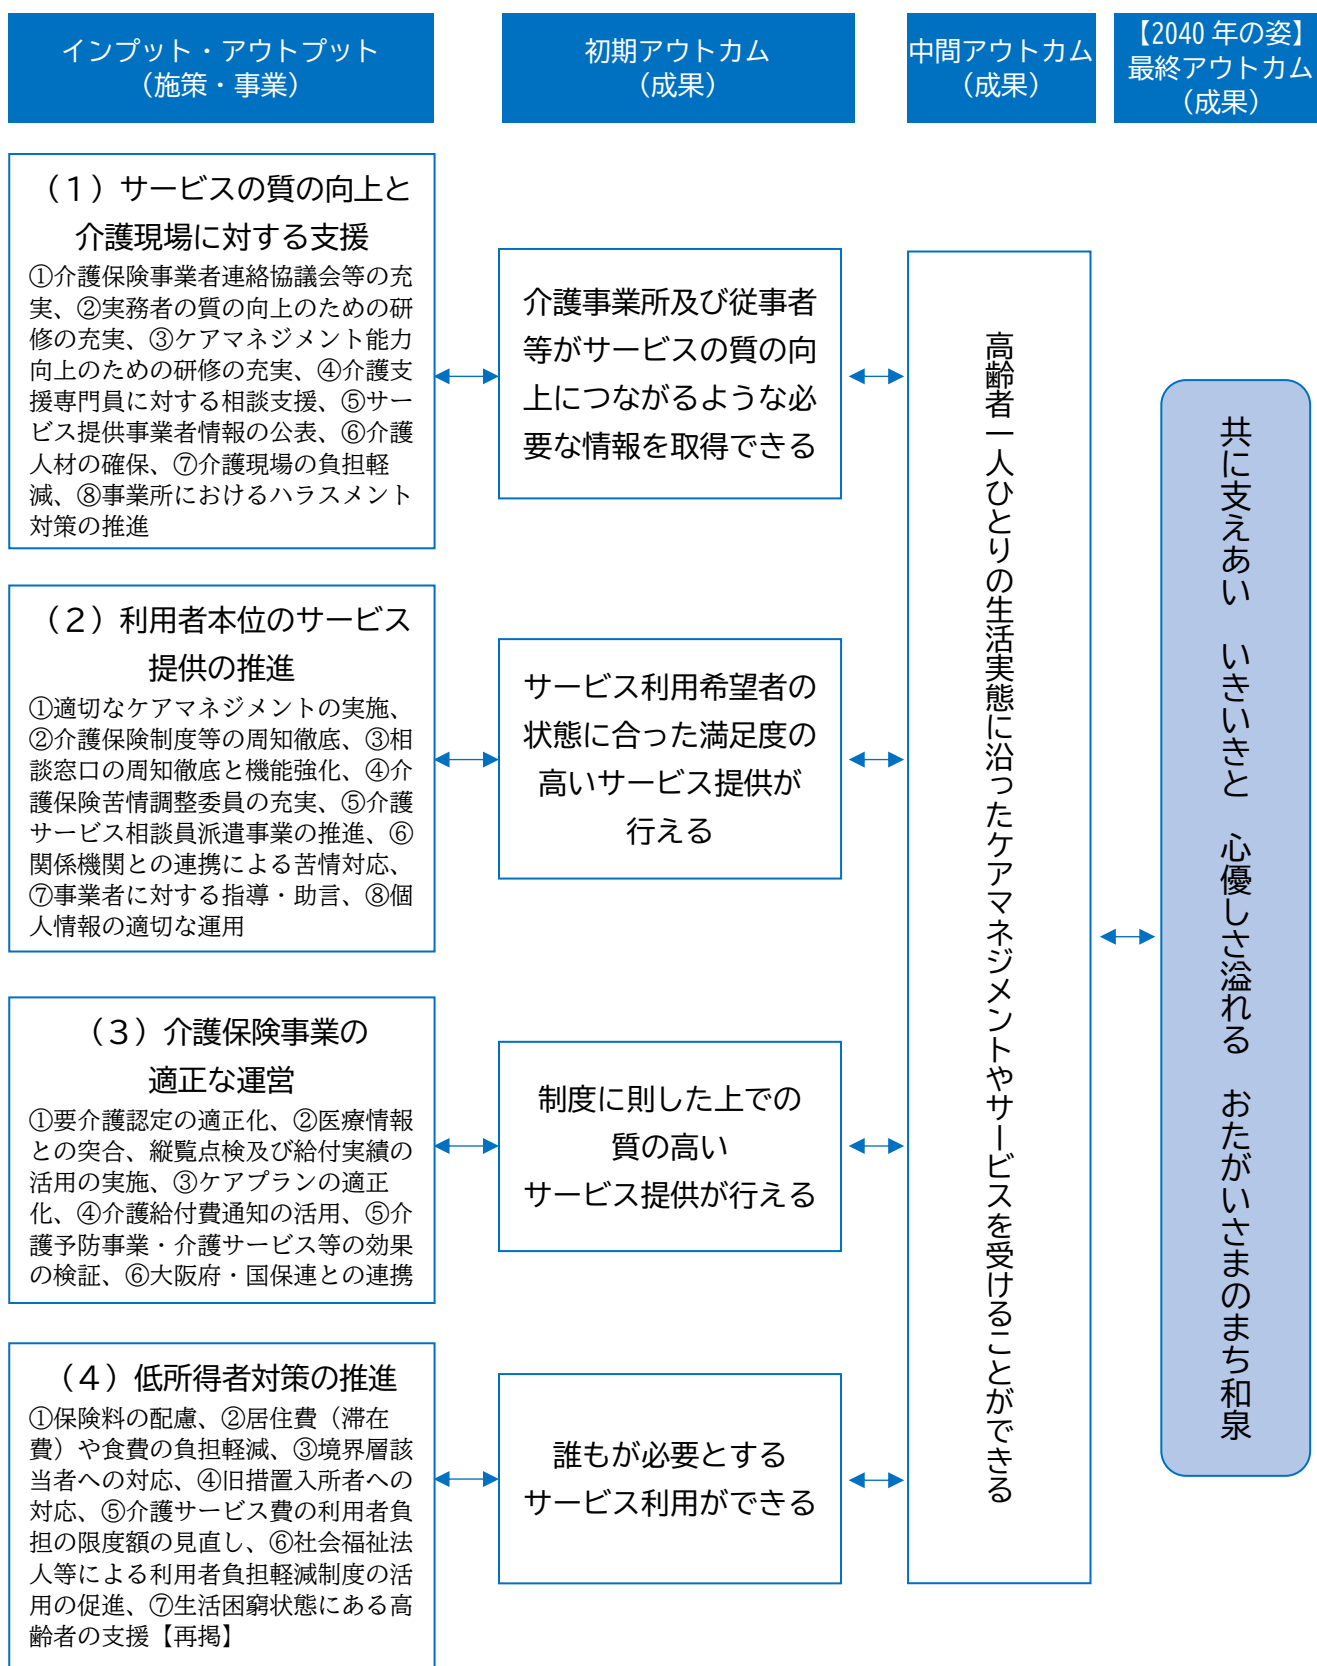 インプット・アウトプット
（施策・事業）
初期アウトカム
（成果）
中間アウトカム
（成果）
【2040 年の姿】
最終アウトカム
（成果）
（１）サービスの質の向上と
介護現場に対する支援
①介護保険事業者連絡協議会等の充
実、②実務者の質の向上のための研
修の充実、③ケアマネジメント能力
向上のための研修の充実、④介護支
援専門員に対する相談支援、⑤サー
ビス提供事業者情報の公表、⑥介護
人材の確保、⑦介護現場の負担軽
減、⑧事業所におけるハラスメント
対策の推進
介護事業所及び従事者
等がサービスの質の向
上につながるような必
要な情報を取得できる
（２）利用者本位のサービス
提供の推進
①適切なケアマネジメントの実施、
②介護保険制度等の周知徹底、③相
談窓口の周知徹底と機能強化、④介
護保険苦情調整委員の充実、⑤介護
サービス相談員派遣事業の推進、⑥
関係機関との連携による苦情対応、
⑦事業者に対する指導・助言、⑧個
人情報の適切な運用
サービス利用希望者の
状態に合った満足度の
高いサービス提供が
行える
（３）介護保険事業の
適正な運営
①要介護認定の適正化、②医療情報
との突合、縦覧点検及び給付実績の
活用の実施、③ケアプランの適正
化、④介護給付費通知の活用、⑤介
護予防事業・介護サービス等の効果
の検証、⑥大阪府・国保連との連携
制度に則した上での
質の高い
サービス提供が行える
（４）低所得者対策の推進
①保険料の配慮、②居住費（滞在
費）や食費の負担軽減、③境界層該
当者への対応、④旧措置入所者への
対応、⑤介護サービス費の利用者負
担の限度額の見直し、⑥社会福祉法
人等による利用者負担軽減制度の活
用の促進、⑦生活困窮状態にある高
齢者の支援【再掲】
誰もが必要とする
サービス利用ができる
高齢者一人ひとりの生活実態に沿ったケアマネジメントやサービスを受けることができる
共に支えあい　いきいきと　心優しさ溢れる　おたがいさまのまち和泉